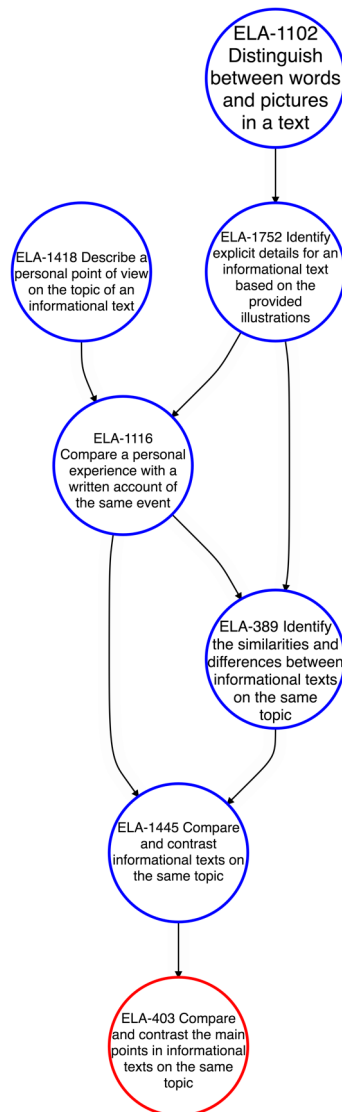 ELA-1102
Distinguish
between words
and pictures
in a text
ELA-1418 Describe a
personal point of view
on the topic of an
informational text
ELA-1752 Identify
explicit details for an
informational text
based on the
provided
illustrations
ELA-1116
Compare a personal
experience with a
written account of
the same event
ELA-389 Identify
the similarities and
differences between
informational texts
on the same
topic
ELA-1445 Compare
and contrast
informational texts on
the same topic
ELA-403 Compare
and contrast the main
points in informational
texts on the same
topic